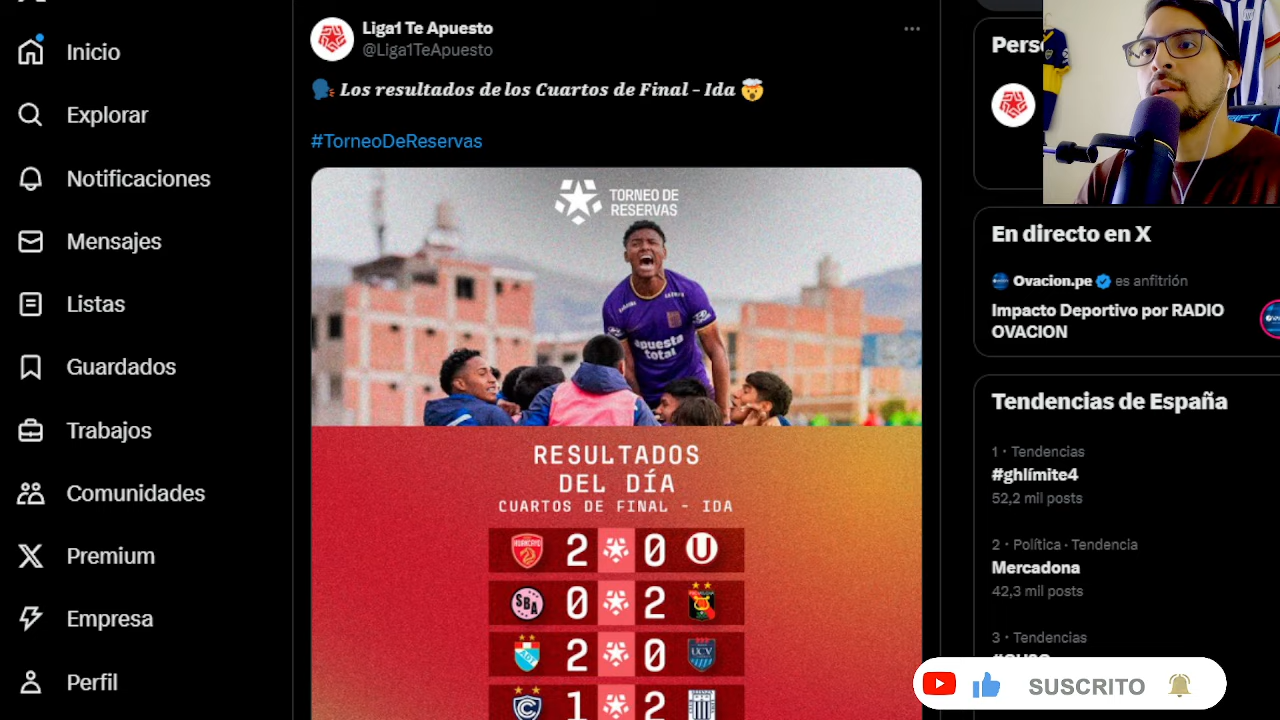 Inicio
Explorar
Notificaciones
Mensajes
Listas
Guardados
Trabajos
Comunidades
Premium
Empresa
Perfil
Liga1 Te Apuesto
@Liga1TeApuesto
Los resultados de los Cuartos de Final - Ida
#TorneoDeReservas
TORNEO DE
RESERVAS
apuesta
total
RESULTADOS
DEL DÍA
CUARTOS DE FINAL - IDA
HUANCAYO 2 0 U
SBA 0 2
2 0 UCV
1 2
En directo en X
Ovacion.pe es anfitrión
Impacto Deportivo por RADIO
OVACION
Tendencias de España
1 · Tendencias
#ghlímite4
52,2 mil posts
2 · Política · Tendencia
Mercadona
42,3 mil posts
3 · Tendencias
SUSCRITO